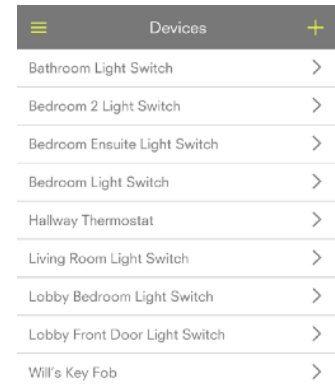 Devices
Bathroom Light Switch
Bedroom 2 Light Switch
Bedroom Ensuite Light Switch
Bedroom Light Switch
Hallway Thermostat
Living Room Light Switch
Lobby Bedroom Light Switch
Lobby Front Door Light Switch
Will's Key Fob